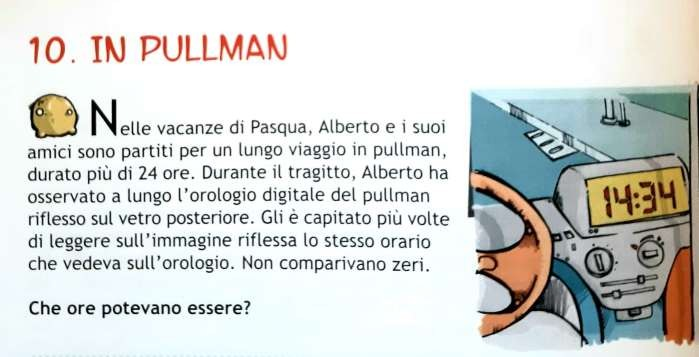 10. IN PULLMAN
Nelle vacanze di Pasqua, Alberto e i suoi
amici sono partiti per un lungo viaggio in pullman,
durato più di 24 ore. Durante il tragitto, Alberto ha
osservato a lungo l'orologio digitale del pullman
riflesso sul vetro posteriore. Gli è capitato più volte
di leggere sull'immagine riflessa lo stesso orario
che vedeva sull'orologio. Non comparivano zeri.
Che ore potevano essere?
14:34